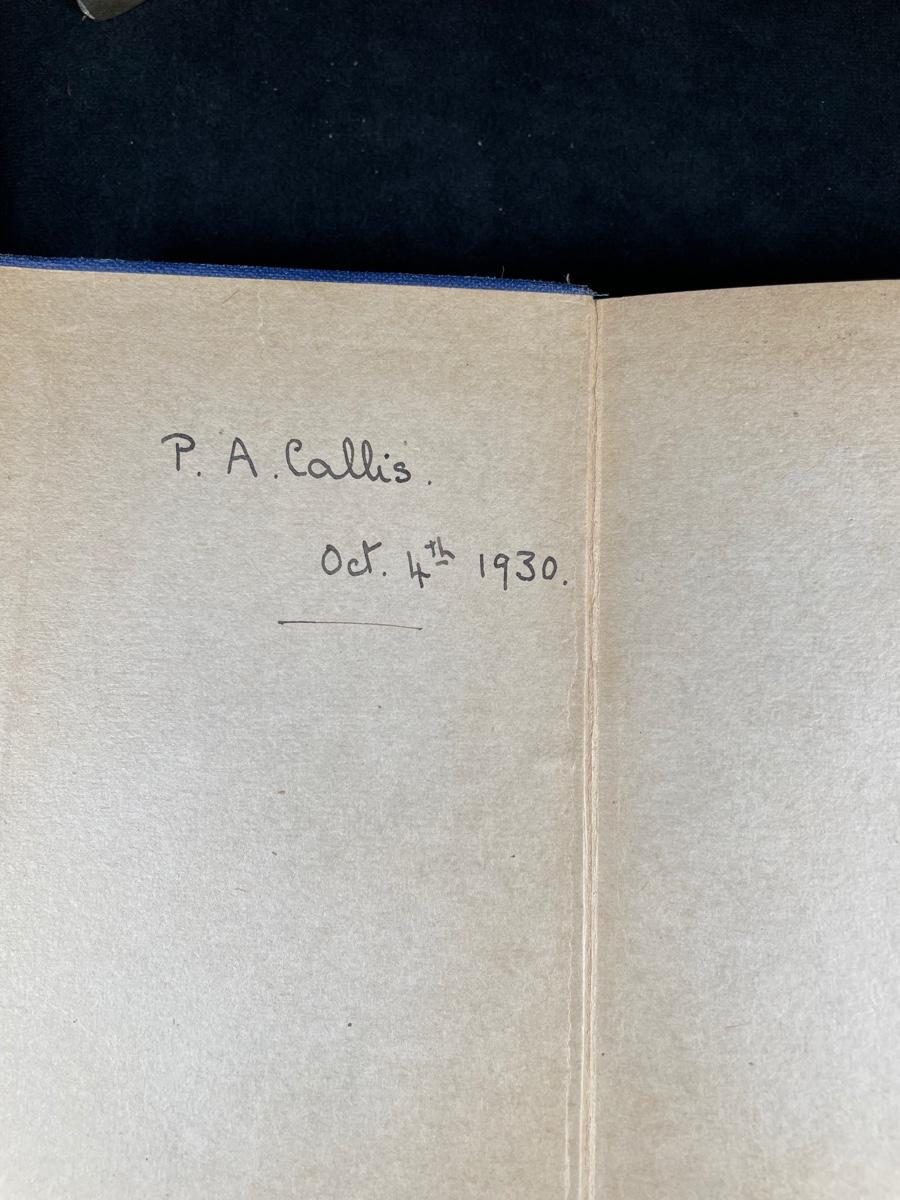 P. A. Callis.
Oct. 4th 1930.